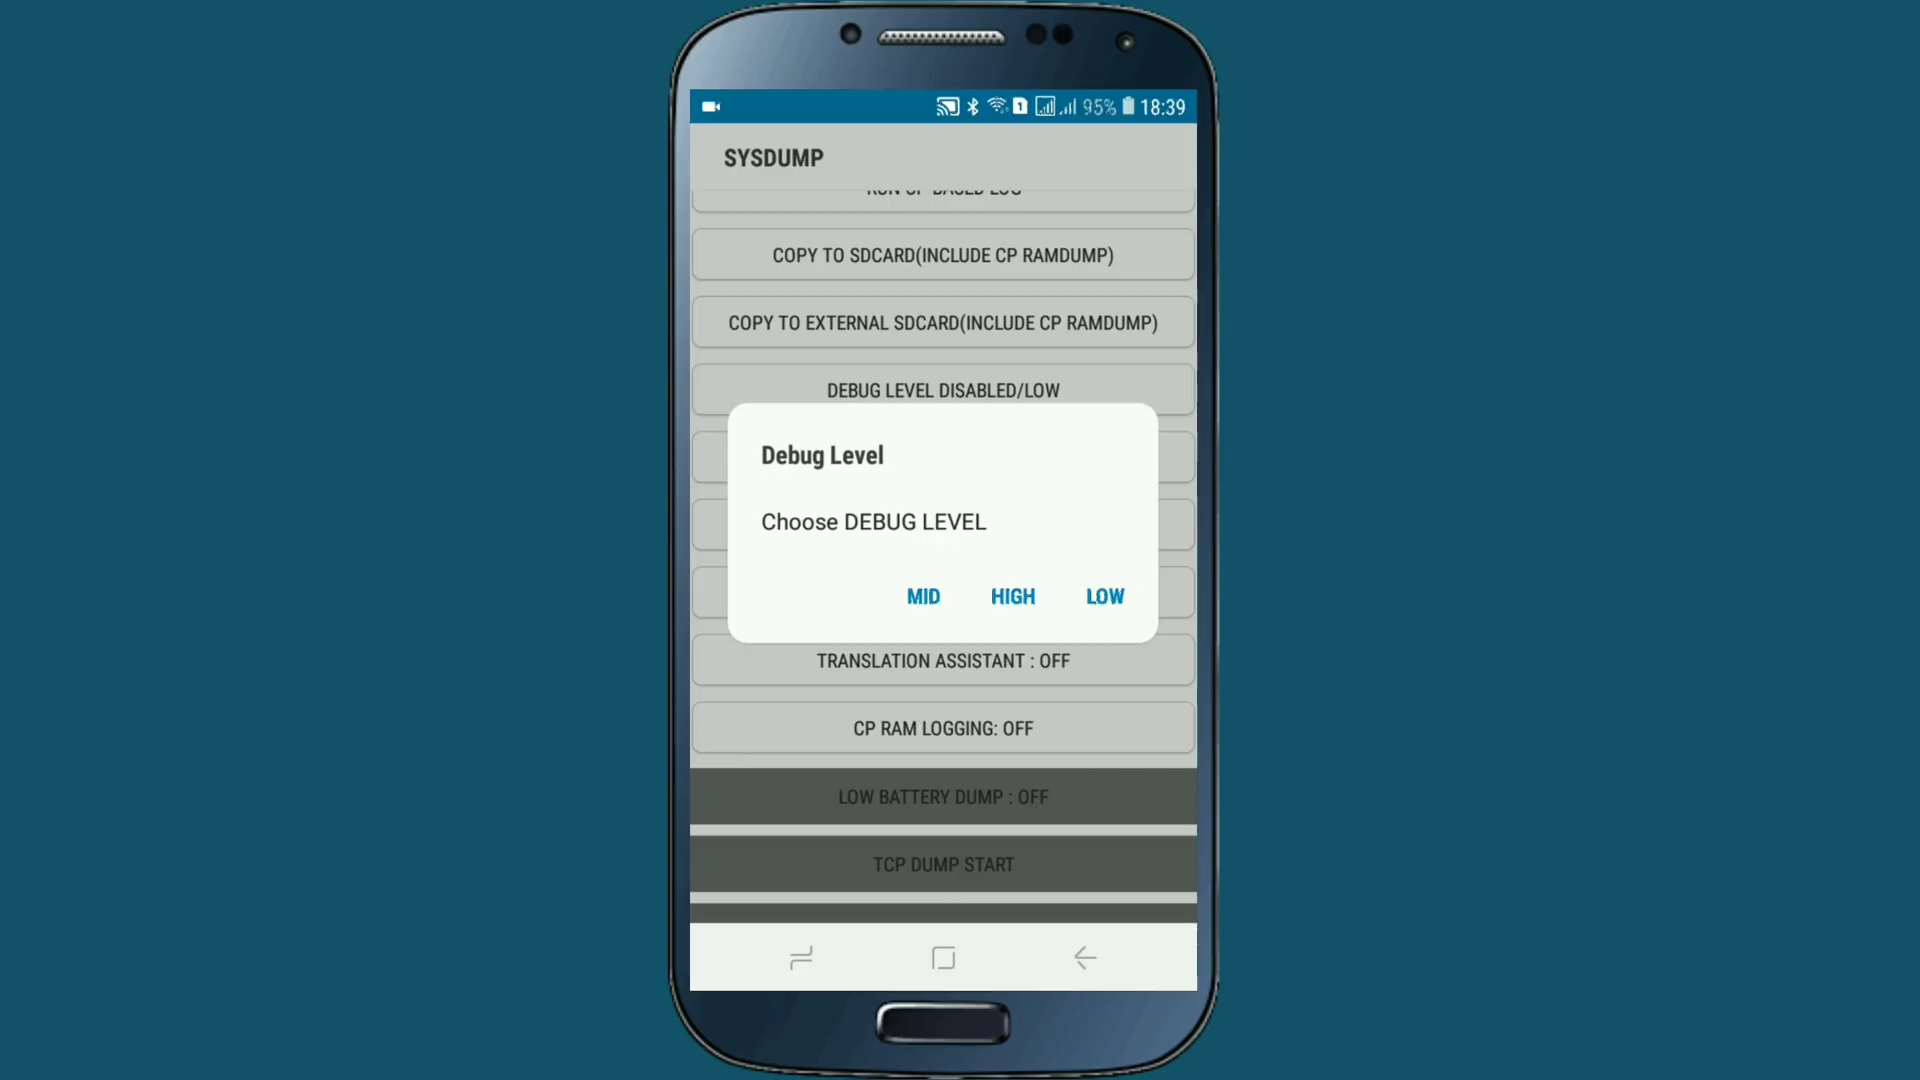 1 95% 18:39
SYSDUMP
COPY TO SDCARD(INCLUDE CP RAMDUMP)
COPY TO EXTERNAL SDCARD(INCLUDE CP RAMDUMP)
DEBUG LEVEL DISABLED/LOW
Debug Level
Choose DEBUG LEVEL
MID HIGH LOW
TRANSLATION ASSISTANT : OFF
CP RAM LOGGING: OFF
LOW BATTERY DUMP : OFF
TCP DUMP START